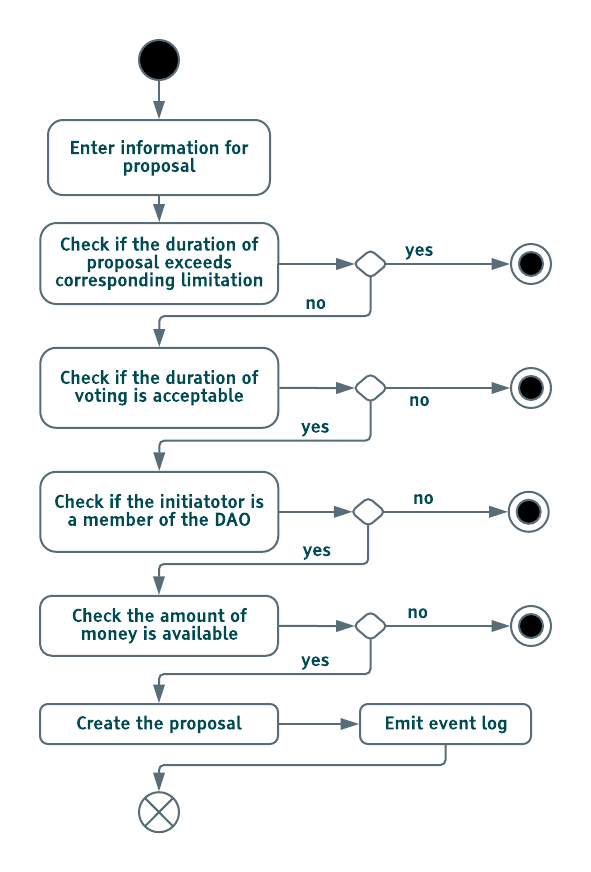 Enter information for
proposal
Check if the duration of
proposal exceeds
corresponding limitation
yes
no
Check if the duration of
voting is acceptable
no
yes
Check if the initiatotor is
a member of the DAO
no
yes
Check the amount of
money is available
no
yes
Create the proposal
Emit event log